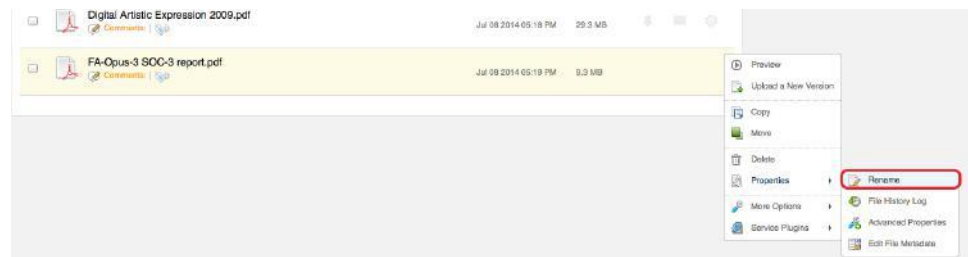 Digital Artistic Expression 2009.pdf
Comments |
Jul 08 2014 05:18 PM 29.3 MB
FA-Opus-3 SOC-3 report.pdf
Comments |
Jul 08 2014 05:19 PM 9.3 MB
Preview
Upload a New Version
Copy
Move
Delete
Properties
Rename
File History Log
More Options
Advanced Properties
Service Plugins
Edit File Metadata